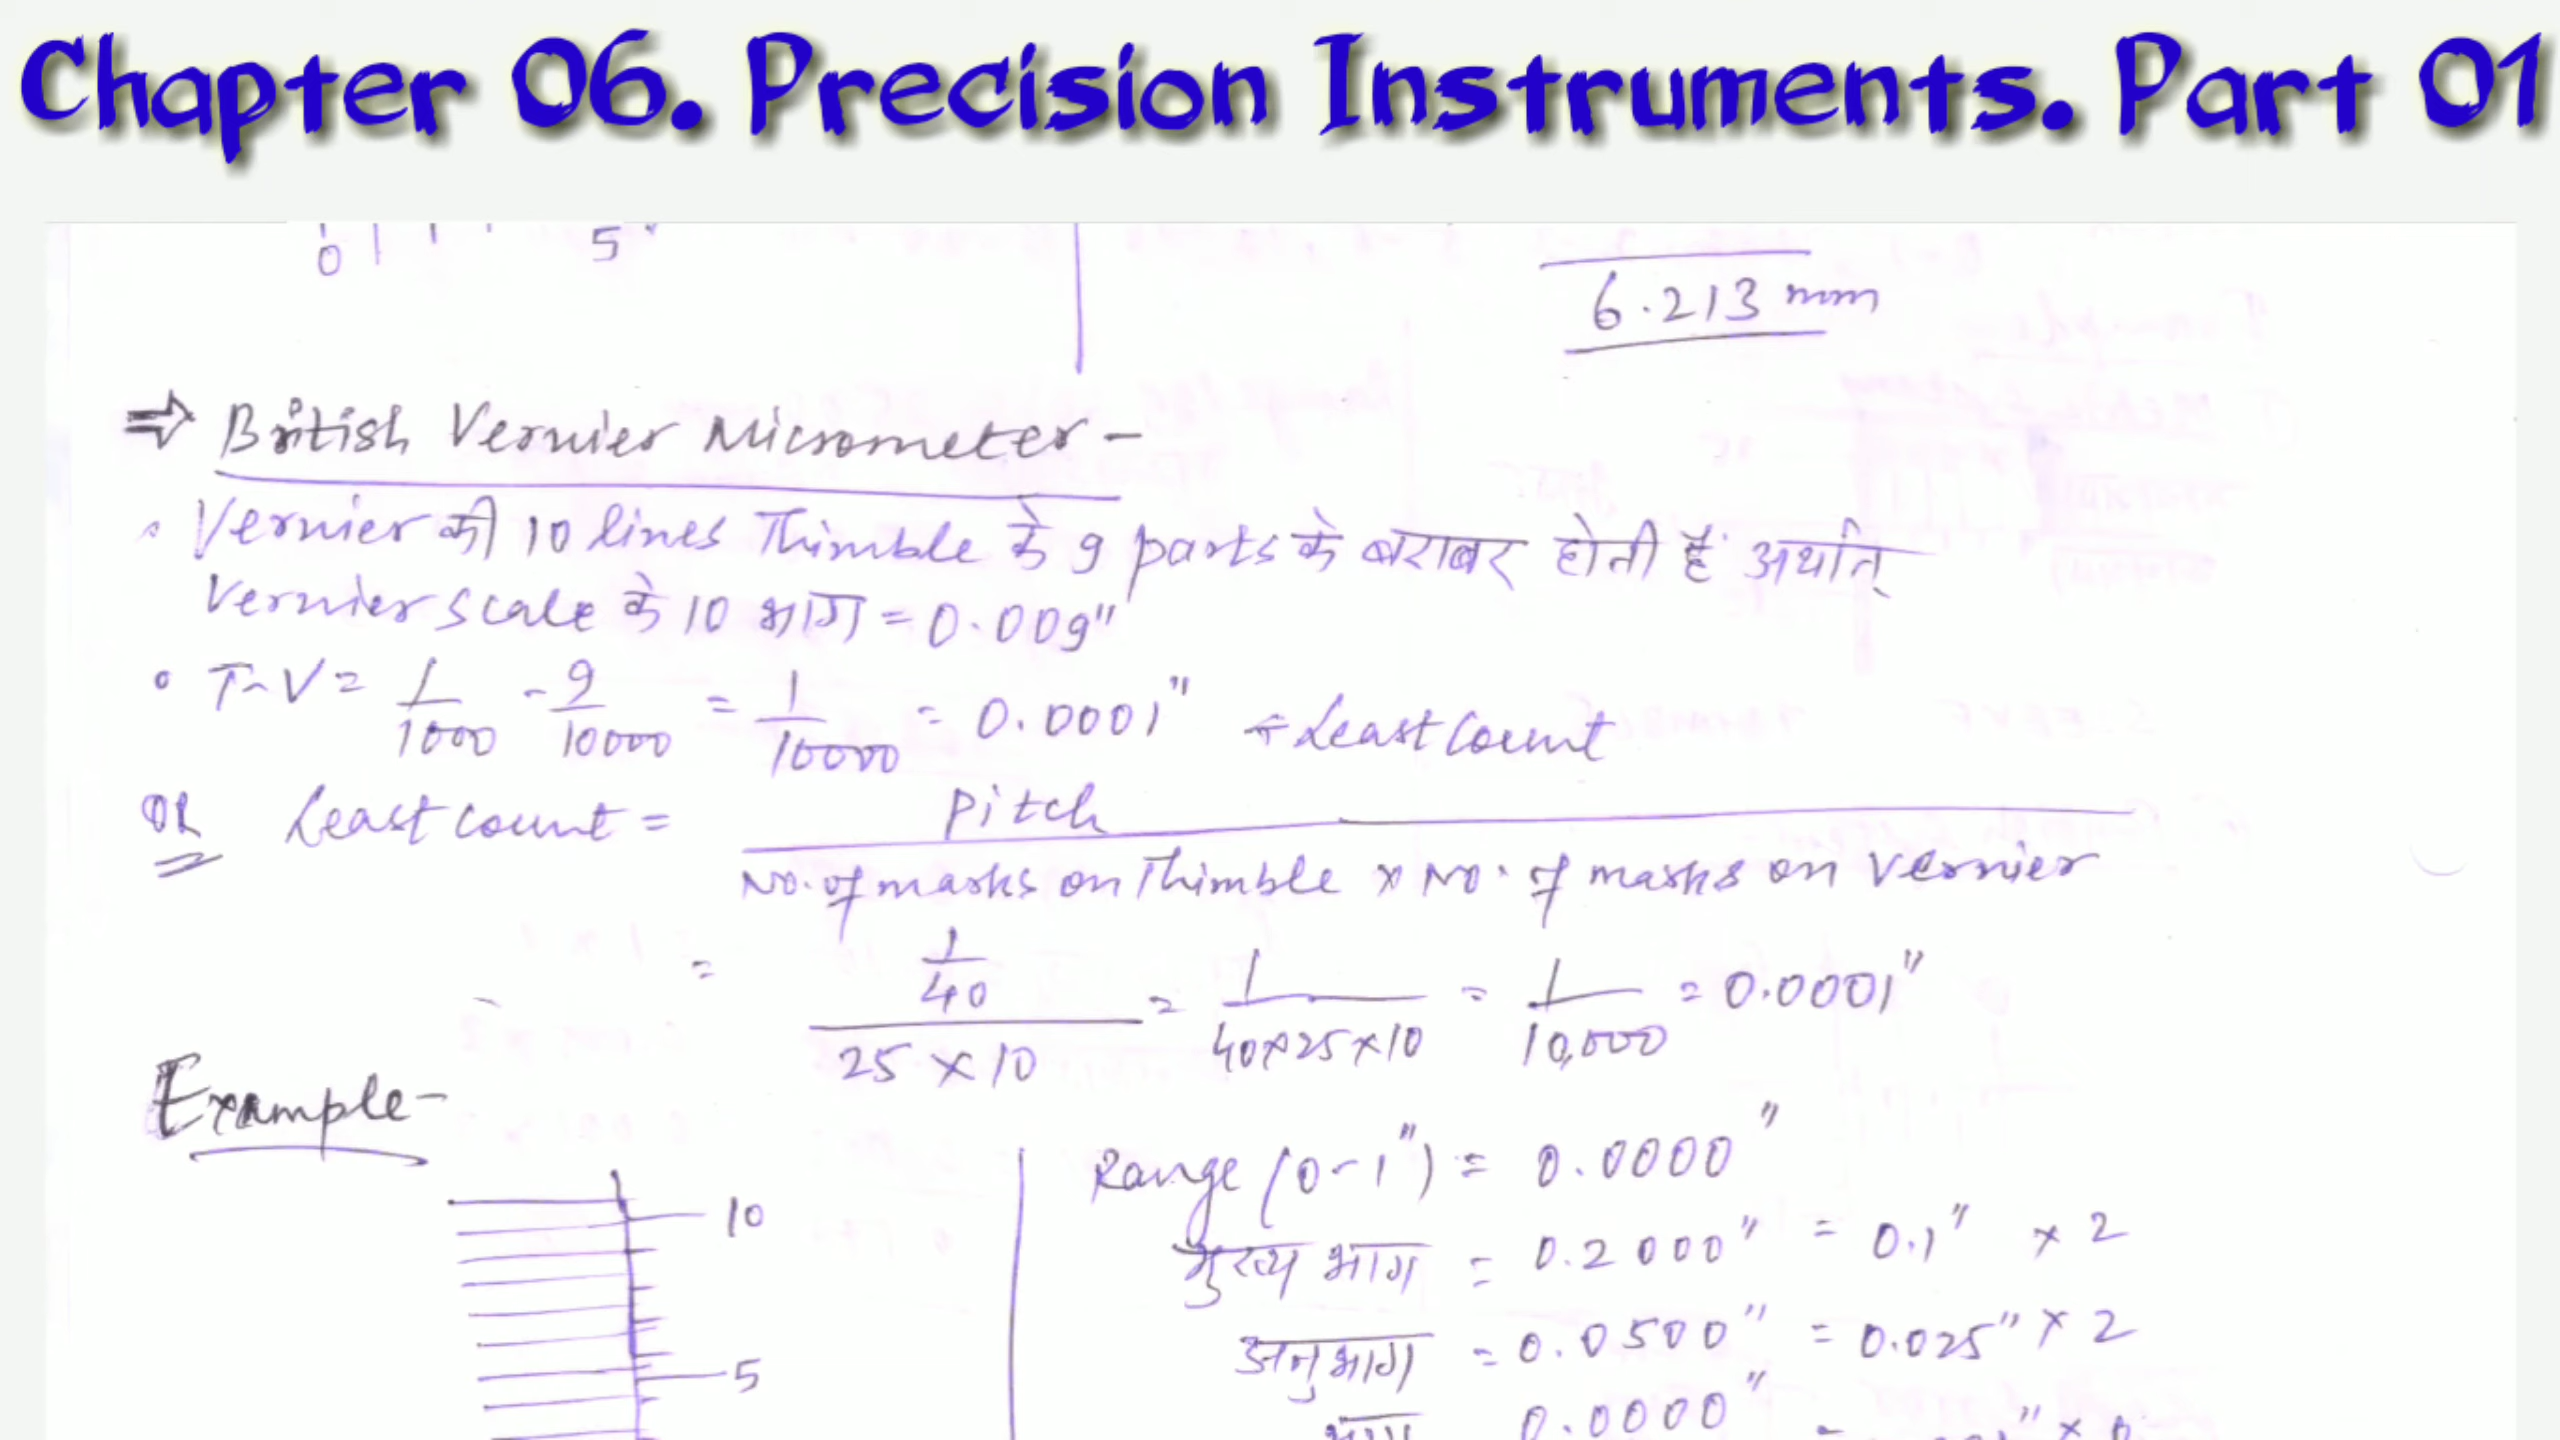 Chapter 06. Precision Instruments. Part 01
0 5
6.213 mm
⇒ British Vernier Micrometer -
• Vernier की 10 lines Thimble के 9 parts के बराबर होती हैं अर्थात्
Vernier scale के 10 भाग = 0.009"
• T-V = 1/1000 - 9/10000 = 1/10000 = 0.0001" ← Least Count
OR Least count = Pitch / No. of marks on Thimble × No. of marks on Vernier
= 1/40 / 25 × 10 = 1 / 40×25×10 = 1/10,000 = 0.0001"
Example -
Range (0-1") = 0.0000"
10
मुख्य भाग = 0.2000" = 0.1" × 2
अनुभाग = 0.0500" = 0.025" × 2
5
0.0000"